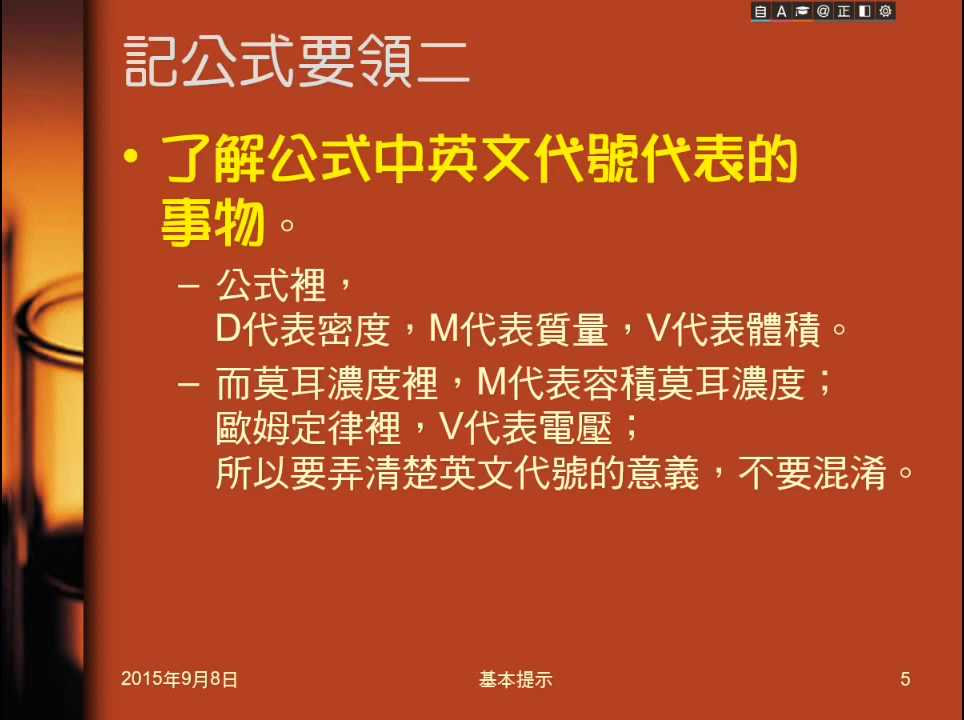 自 A @ 正
記公式要領二
• 了解公式中英文代號代表的
事物。
– 公式裡，
D代表密度，M代表質量，V代表體積。
– 而莫耳濃度裡，M代表容積莫耳濃度；
歐姆定律裡，V代表電壓；
所以要弄清楚英文代號的意義，不要混淆。
2015年9月8日
基本提示
5